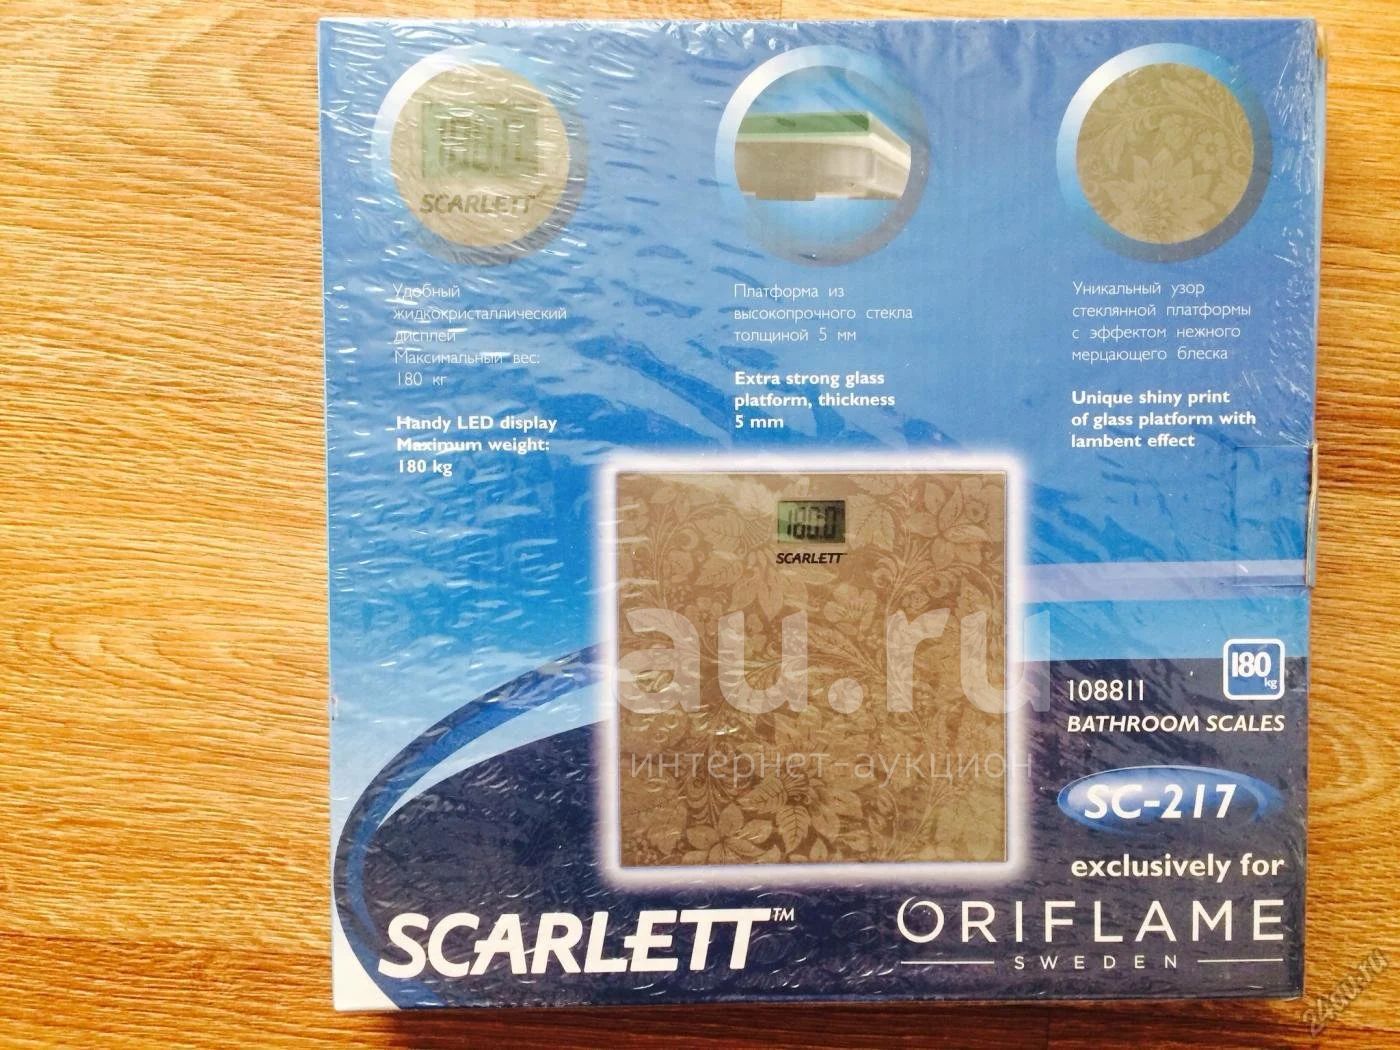 180.0
SCARLETT
Удобный
жидкокристаллический
дисплей
Максимальный вес:
180 кг
Handy LED display
Maximum weight:
180 kg
Платформа из
высокопрочного стекла
толщиной 5 мм
Extra strong glass
platform, thickness
5 mm
Уникальный узор
стеклянной платформы
с эффектом нежного
мерцающего блеска
Unique shiny print
of glass platform with
lambent effect
180.0
SCARLETT
au.ru
интернет-аукцион
180
kg
108811
BATHROOM SCALES
SC-217
exclusively for
ORIFLAME
SWEDEN
SCARLETT™
24au.ru